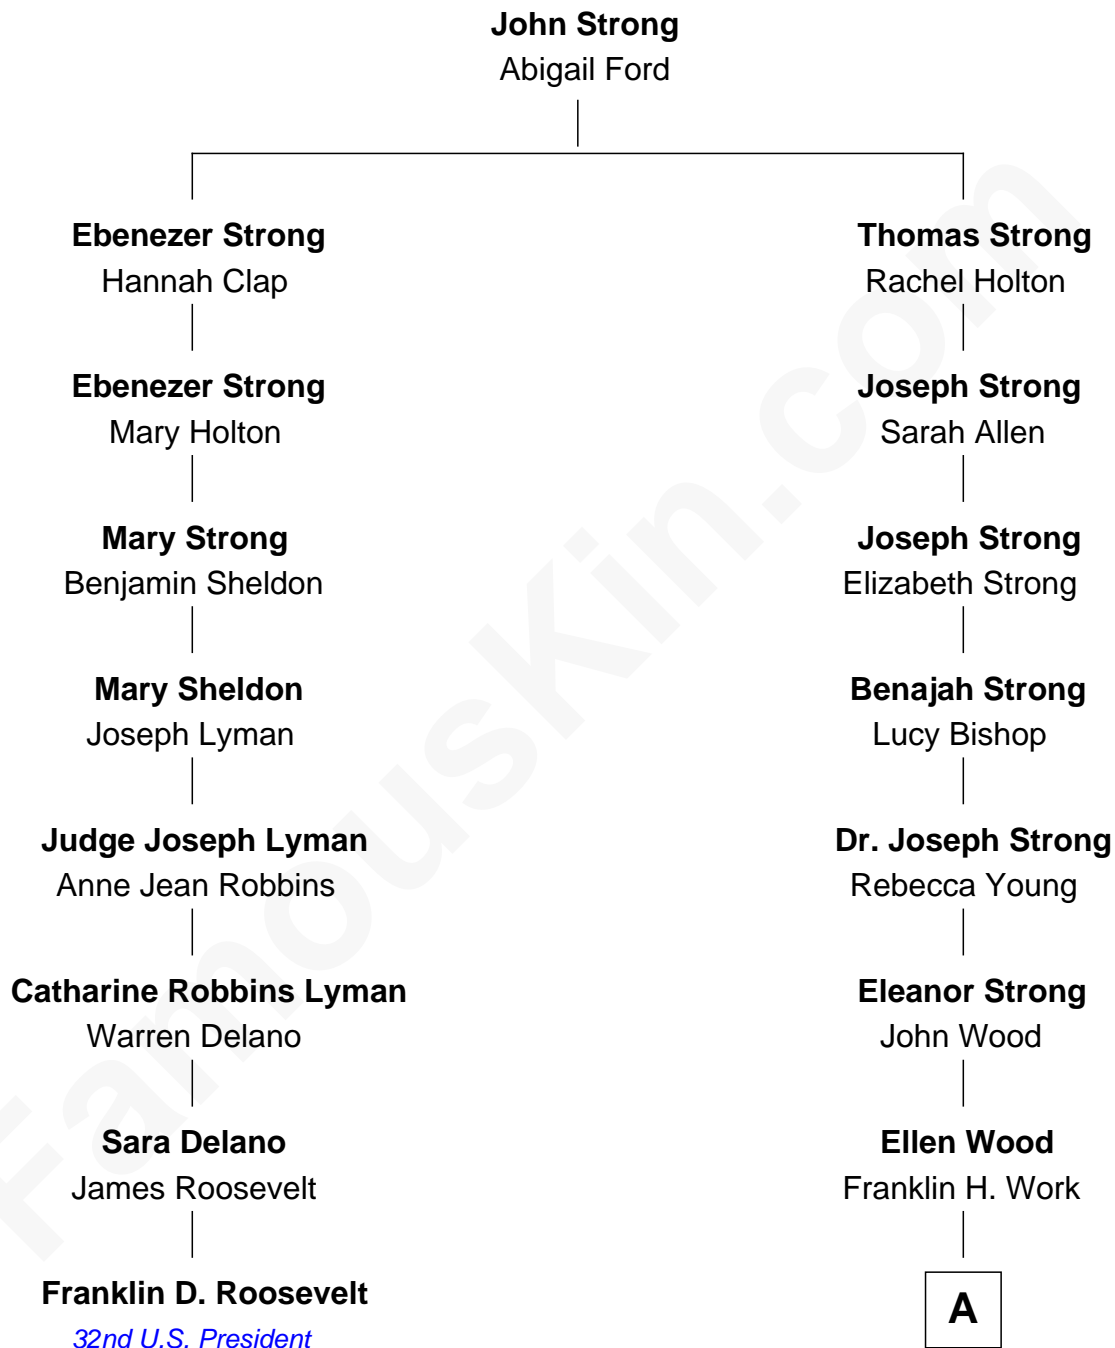 John Strong
Abigail Ford
Ebenezer Strong
Hannah Clap
Thomas Strong
Rachel Holton
Ebenezer Strong
Mary Holton
Joseph Strong
Sarah Allen
Mary Strong
Benjamin Sheldon
Joseph Strong
Elizabeth Strong
Mary Sheldon
Joseph Lyman
Benajah Strong
Lucy Bishop
Judge Joseph Lyman
Anne Jean Robbins
Dr. Joseph Strong
Rebecca Young
Catharine Robbins Lyman
Warren Delano
Eleanor Strong
John Wood
Sara Delano
James Roosevelt
Ellen Wood
Franklin H. Work
Franklin D. Roosevelt
32nd U.S. President
A
FamousKin.com